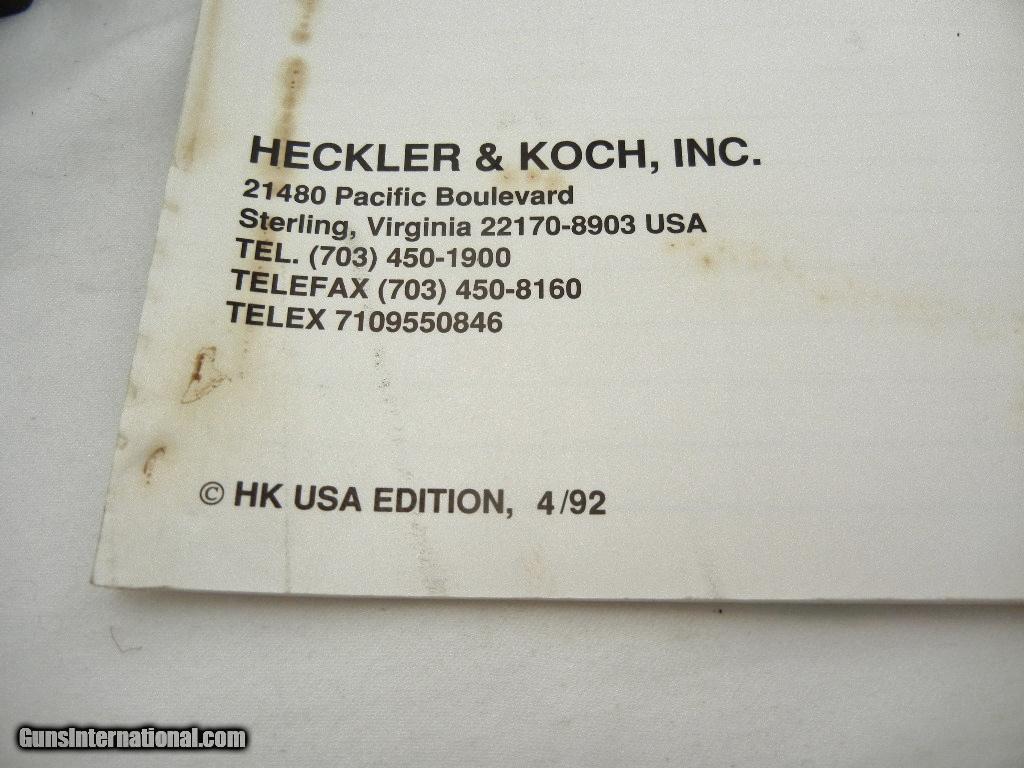 HECKLER & KOCH, INC.
21480 Pacific Boulevard
Sterling, Virginia 22170-8903 USA
TEL. (703) 450-1900
TELEFAX (703) 450-8160
TELEX 7109550846
© HK USA EDITION, 4/92
GunsInternational.com